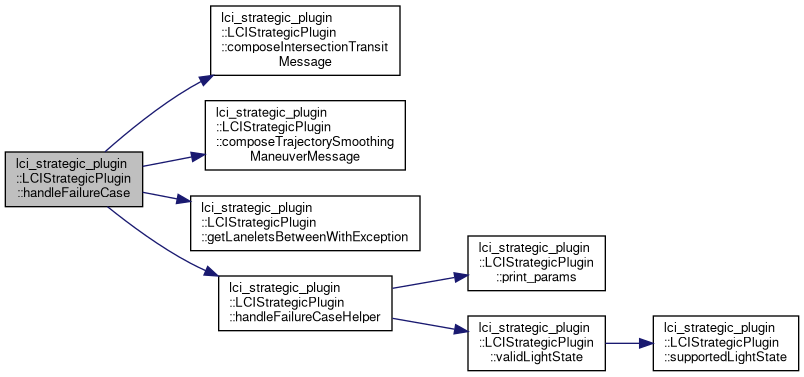 lci_strategic_plugin
::LCIStrategicPlugin
::handleFailureCase
lci_strategic_plugin
::LCIStrategicPlugin
::composeIntersectionTransit
Message
lci_strategic_plugin
::LCIStrategicPlugin
::composeTrajectorySmoothing
ManeuverMessage
lci_strategic_plugin
::LCIStrategicPlugin
::getLaneletsBetweenWithException
lci_strategic_plugin
::LCIStrategicPlugin
::handleFailureCaseHelper
lci_strategic_plugin
::LCIStrategicPlugin
::print_params
lci_strategic_plugin
::LCIStrategicPlugin
::validLightState
lci_strategic_plugin
::LCIStrategicPlugin
::supportedLightState